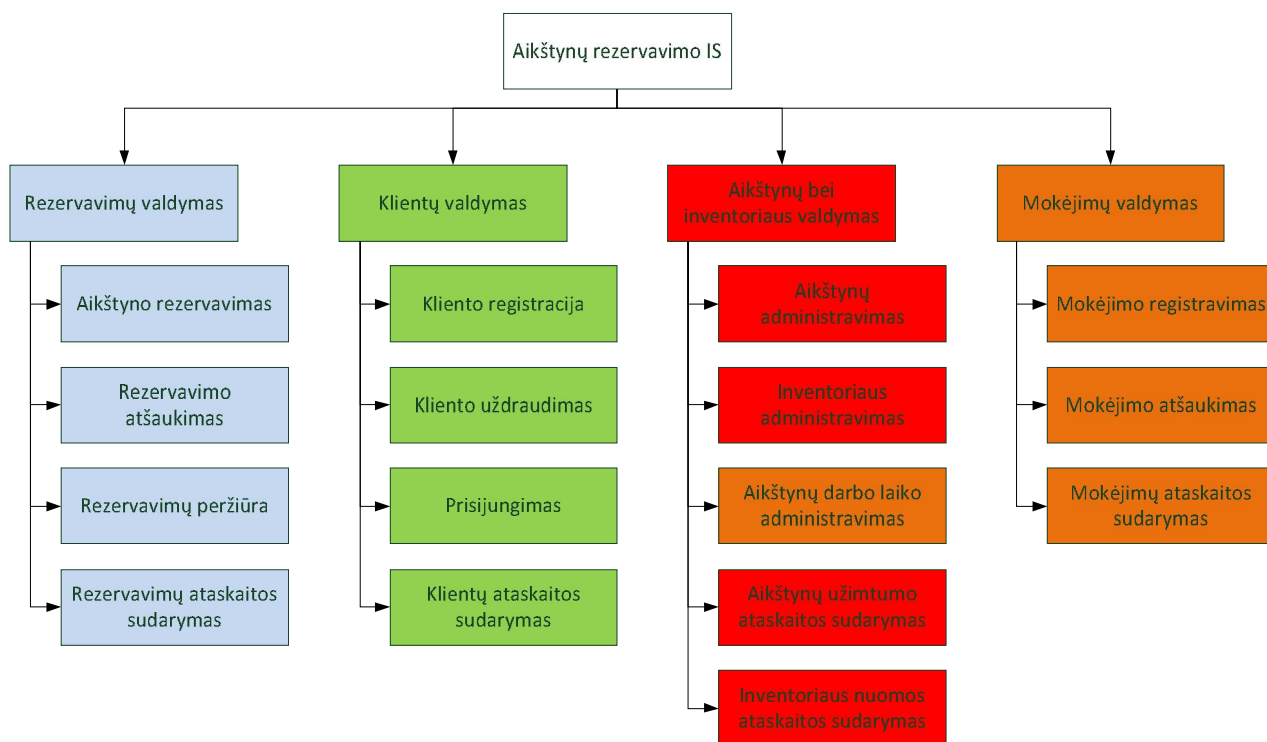 Aikštynų rezervavimo IS
Rezervavimų valdymas
Klientų valdymas
Aikštynų bei
inventoriaus valdymas
Mokėjimų valdymas
Aikštyno rezervavimas
Rezervavimo
atšaukimas
Rezervavimų peržiūra
Rezervavimų ataskaitos
sudarymas
Kliento registracija
Kliento uždraudimas
Prisijungimas
Klientų ataskaitos
sudarymas
Aikštynų
administravimas
Inventoriaus
administravimas
Aikštynų darbo laiko
administravimas
Aikštynų užimtumo
ataskaitos sudarymas
Inventoriaus nuomos
ataskaitos sudarymas
Mokėjimo registravimas
Mokėjimo atšaukimas
Mokėjimų ataskaitos
sudarymas